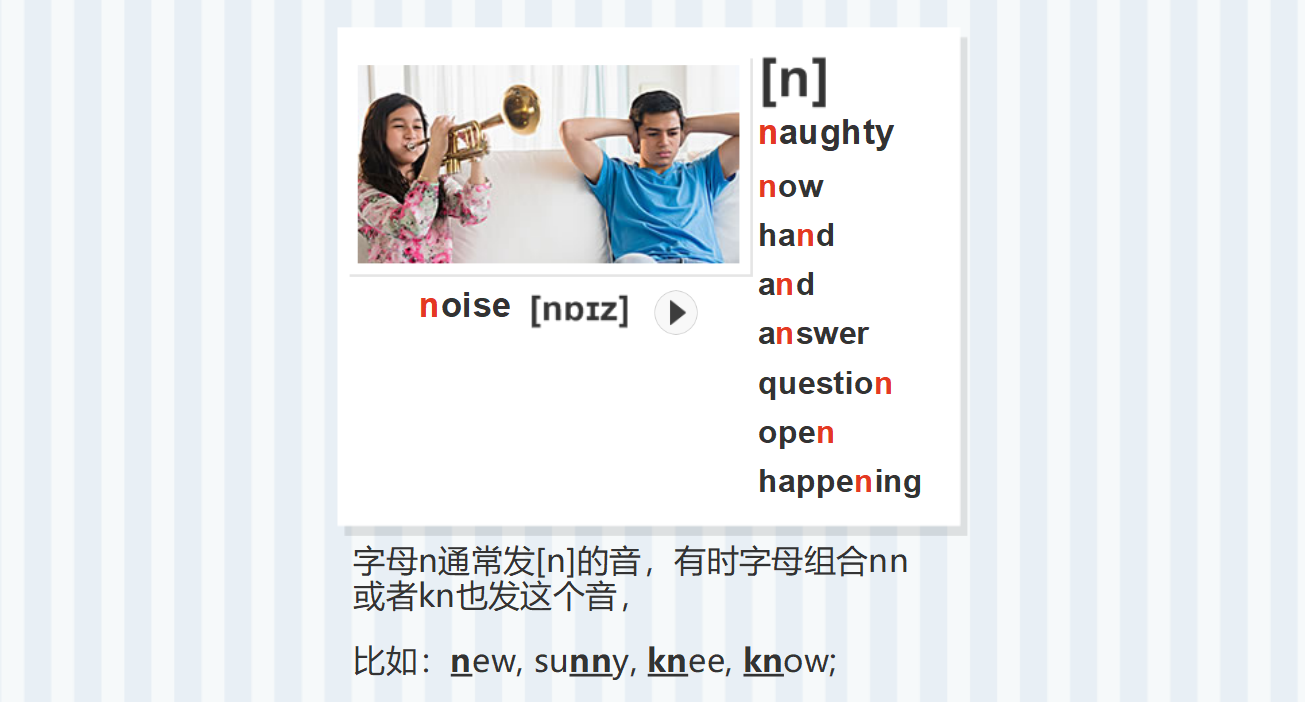 [n]
naughty
now
hand
and
answer
question
open
happening
noise [nɒɪz]
字母n通常发[n]的音，有时字母组合nn
或者kn也发这个音，
比如：new, sunny, knee, know;